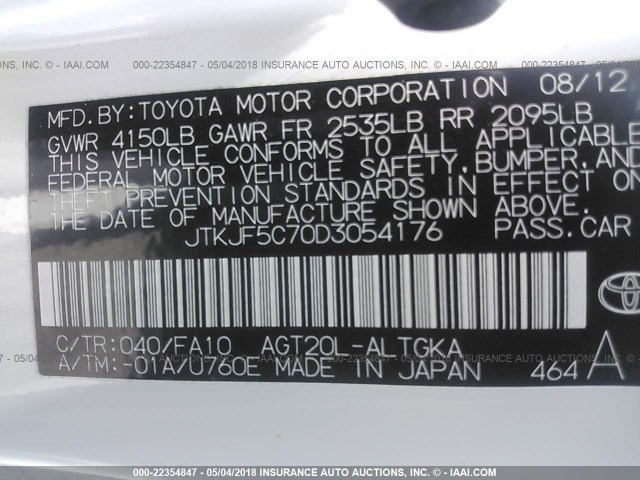 000-22354847 - 05/04/2018 INSURANCE AUTO AUCTIONS, INC. - © - IAAI.COM
MFD.BY:TOYOTA MOTOR CORPORATION 08/12
GVWR 4150LB GAWR FR 2535LB RR 2095LB
THIS VEHICLE CONFORMS TO ALL APPLICABLE
FEDERAL MOTOR VEHICLE SAFETY,BUMPER,AND
THEFT PREVENTION STANDARDS IN EFFECT ON
THE DATE OF MANUFACTURE SHOWN ABOVE.
JTKJF5C70D3054176 PASS.CAR
C/TR:040/FA10 AGT20L-ALTGKA
A/TM:-01A/U760E MADE IN JAPAN 464 A
000-22354847 - 05/04/2018 INSURANCE AUTO AUCTIONS, INC. - © - IAAI.COM